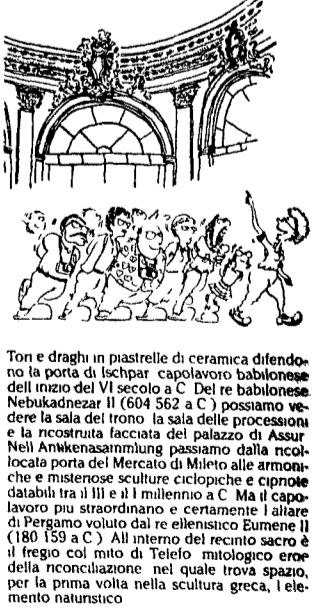 Tori e draghi in piastrelle di ceramica difendo-
no la porta di Ischpar capolavoro babilonese
dell inizio del VI secolo a C Del re babilonese
Nebukadnezar II (604 562 a C ) possiamo ve-
dere la sala del trono la sala delle processioni
e la ricostruita facciata del palazzo di Assur
Nell Antikenasammlung passiamo dalla ricol-
locata porta del Mercato di Mileto alle armoni-
che e misteriose sculture ciclopiche e cipriote
databili tra il III e il I millennio a C Ma il capo-
lavoro piu straordinario e certamente l altare
di Pergamo voluto dal re ellenistico Eumene II
(180 159 a C ) All interno del recinto sacro è
il fregio col mito di Telefo mitologico eroe
della riconciliazione nel quale trova spazio,
per la prima volta nella scultura greca, l ele-
mento naturistico